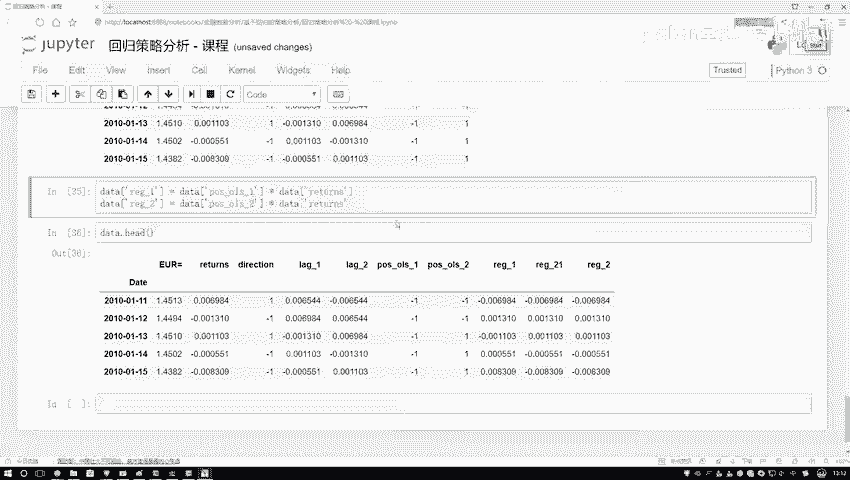 回归策略分析 - 课程
jupyter 回归策略分析 - 课程 (unsaved changes)
File Edit View Insert Cell Kernel Widgets Help
Trusted Python 3
Code
2010-01-13 1.4510 0.001103 1 -0.001310 0.006984 -1 1
2010-01-14 1.4502 -0.000551 -1 0.001103 -0.001310 -1 1
2010-01-15 1.4382 -0.008309 -1 -0.000551 0.001103 -1 1
In [35]: data['reg_1'] = data['pos_ols_1'] * data['returns']
data['reg_2'] = data['pos_ols_2'] * data['returns']
In [36]: data.head()
Out[36]:
EUR= returns direction lag_1 lag_2 pos_ols_1 pos_ols_2 reg_1 reg_21 reg_2
Date
2010-01-11 1.4513 0.006984 1 0.006544 -0.006544 -1 -1 -0.006984 -0.006984 -0.006984
2010-01-12 1.4494 -0.001310 -1 0.006984 0.006544 -1 -1 0.001310 0.001310 0.001310
2010-01-13 1.4510 0.001103 1 -0.001310 0.006984 -1 1 -0.001103 0.001103 0.001103
2010-01-14 1.4502 -0.000551 -1 0.001103 -0.001310 -1 1 0.000551 -0.000551 -0.000551
2010-01-15 1.4382 -0.008309 -1 -0.000551 0.001103 -1 1 0.008309 -0.008309 -0.008309
In [ ]:
13:12